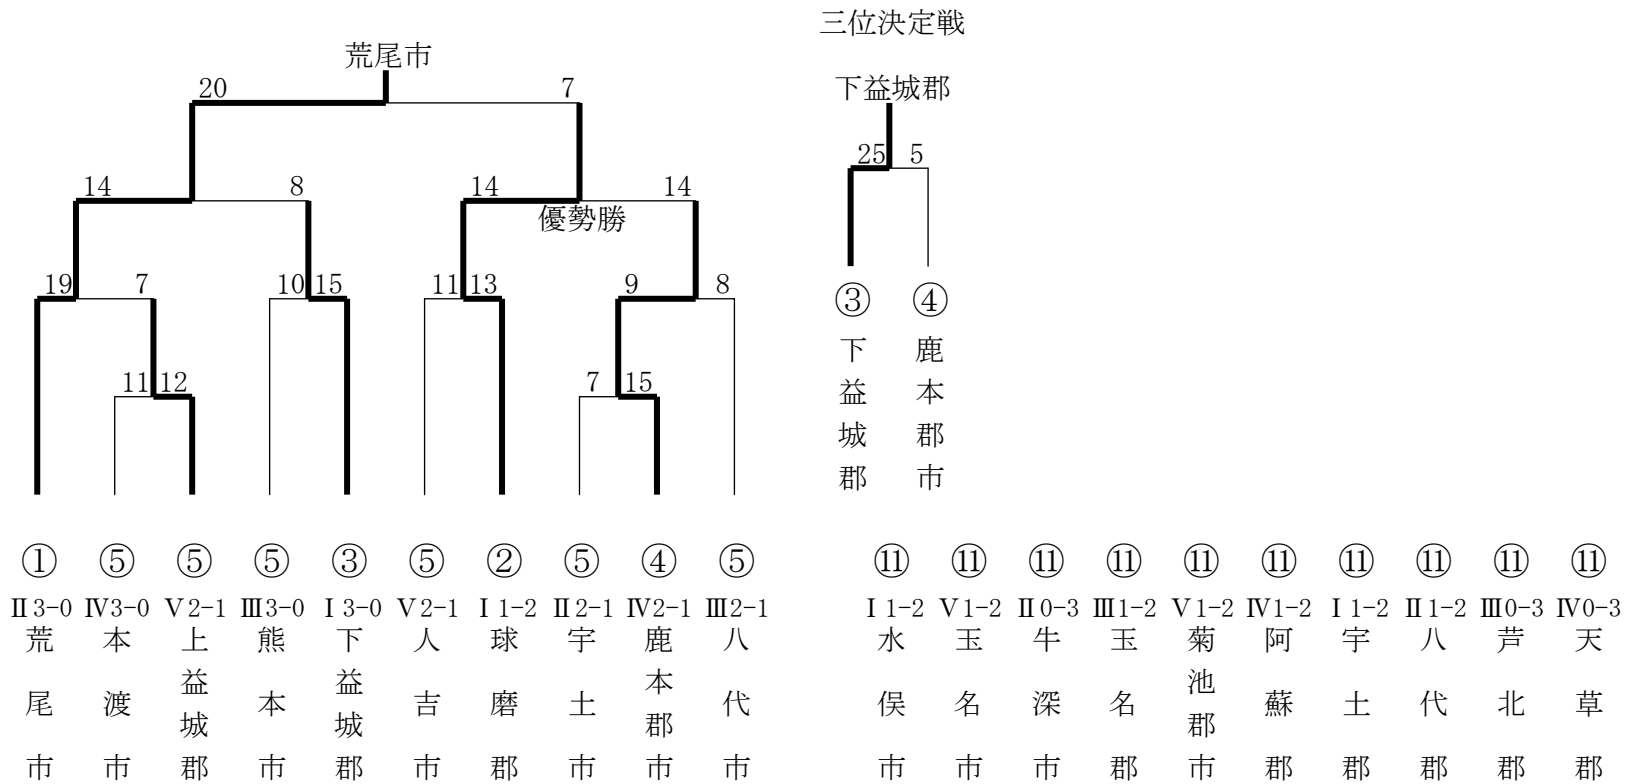 三位決定戦
荒尾市
下益城郡
20 7
25 5
14 8 14 14
優勢勝
19 7 10 15 11 13 9 8
③ ④
下益城郡 鹿本郡市
11 12 7 15
① ⑤ ⑤ ⑤ ③ ⑤ ② ⑤ ④ ⑤ ⑪ ⑪ ⑪ ⑪ ⑪ ⑪ ⑪ ⑪ ⑪ ⑪
Ⅱ3-0 Ⅳ3-0 Ⅴ2-1 Ⅲ3-0 Ⅰ3-0 Ⅴ2-1 Ⅰ1-2 Ⅱ2-1 Ⅳ2-1 Ⅲ2-1 Ⅰ1-2 Ⅴ1-2 Ⅱ0-3 Ⅲ1-2 Ⅴ1-2 Ⅳ1-2 Ⅰ1-2 Ⅱ1-2 Ⅲ0-3 Ⅳ0-3
荒尾市 本渡市 上益城郡 熊本市 下益城郡 人吉市 球磨郡 宇土市 鹿本郡市 八代市 水俣市 玉名市 牛深市 玉名郡 菊池郡市 阿蘇郡 宇土郡 八代郡 芦北郡 天草郡